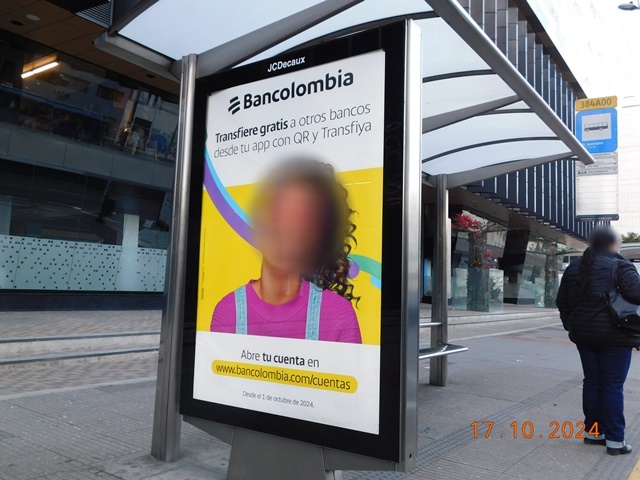 JCDecaux
Bancolombia
Transfiere gratis a otros bancos
desde tu app con QR y Transfiya
Abre tu cuenta en
www.bancolombia.com/cuentas
Desde el 1 de octubre de 2024.
384A00
17.10.2024